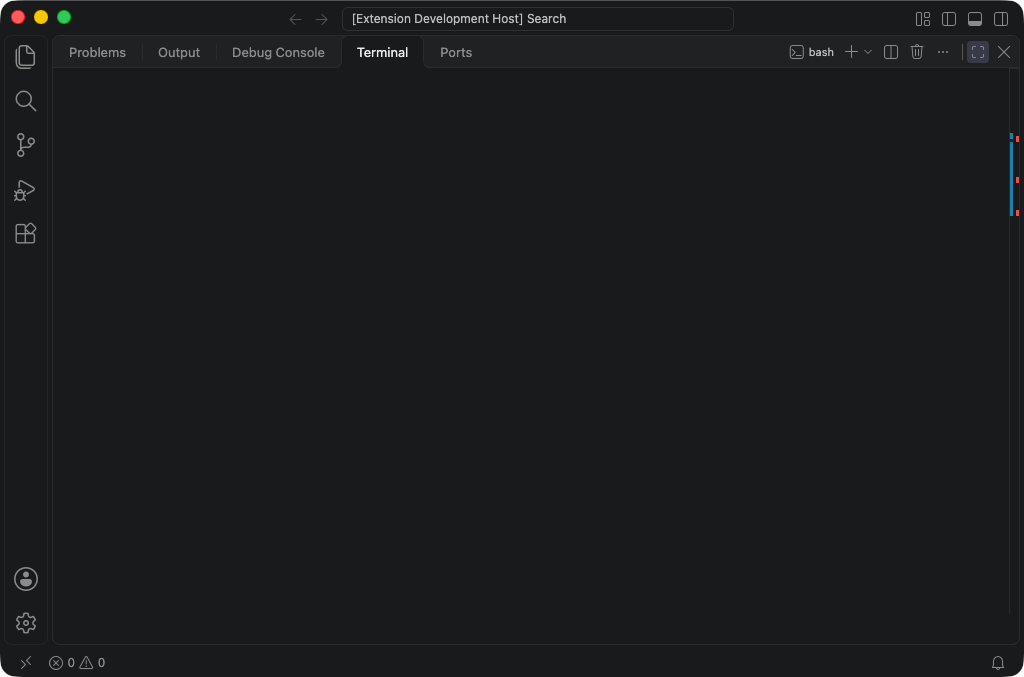 [Extension Development Host] Search
Problems Output Debug Console Terminal Ports bash
0 0